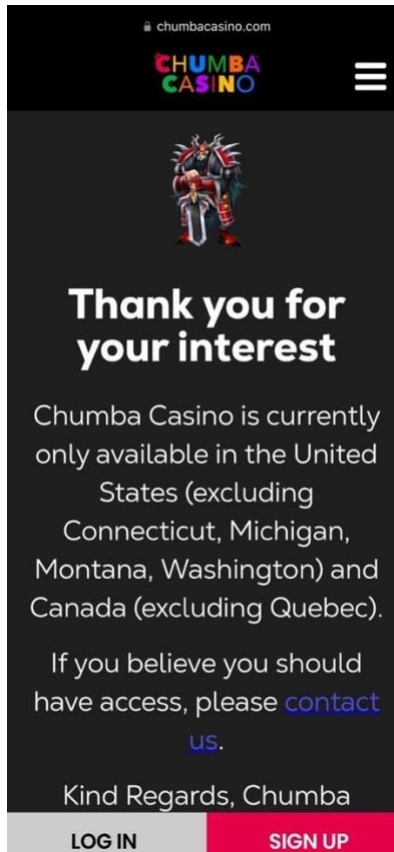 chumbacasino.com
CHUMBA
CASINO
Thank you for
your interest
Chumba Casino is currently
only available in the United
States (excluding
Connecticut, Michigan,
Montana, Washington) and
Canada (excluding Quebec).
If you believe you should
have access, please contact
us.
Kind Regards, Chumba
LOG IN
SIGN UP